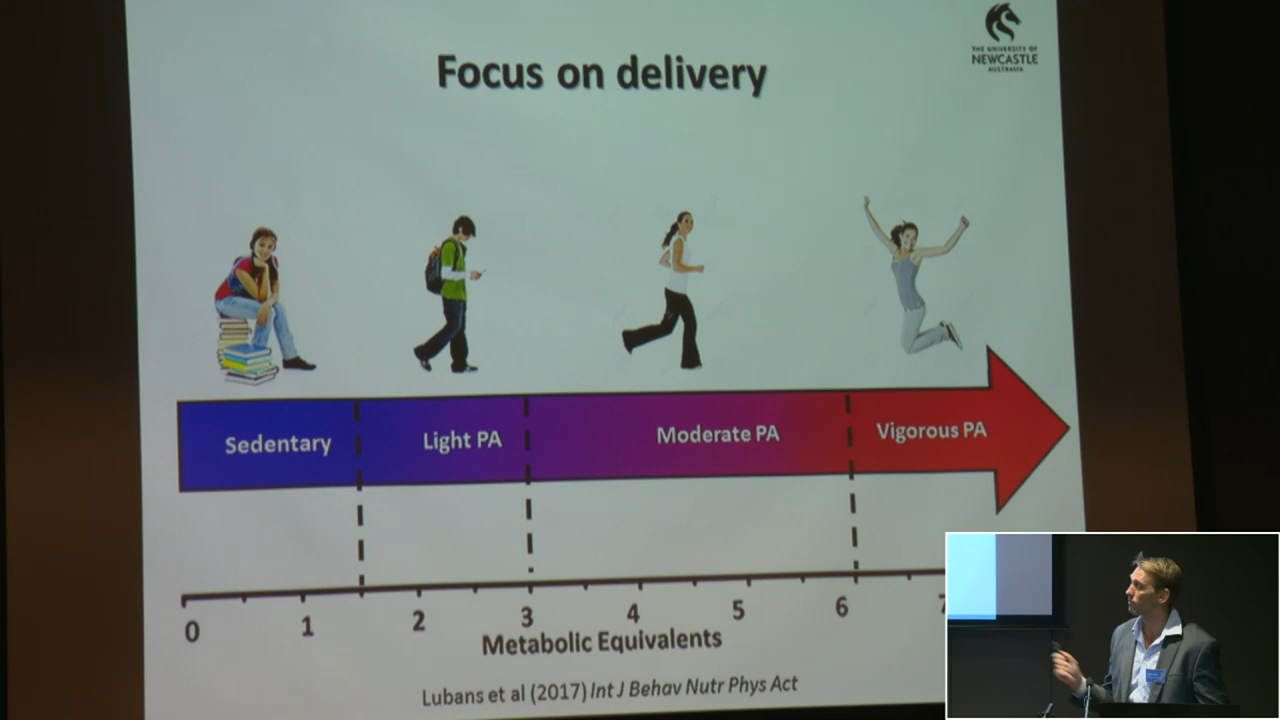 Focus on delivery
THE UNIVERSITY OF
NEWCASTLE
AUSTRALIA
Sedentary
Light PA
Moderate PA
Vigorous PA
0 1 2 3 4 5 6 7
Metabolic Equivalents
Lubans et al (2017) Int J Behav Nutr Phys Act